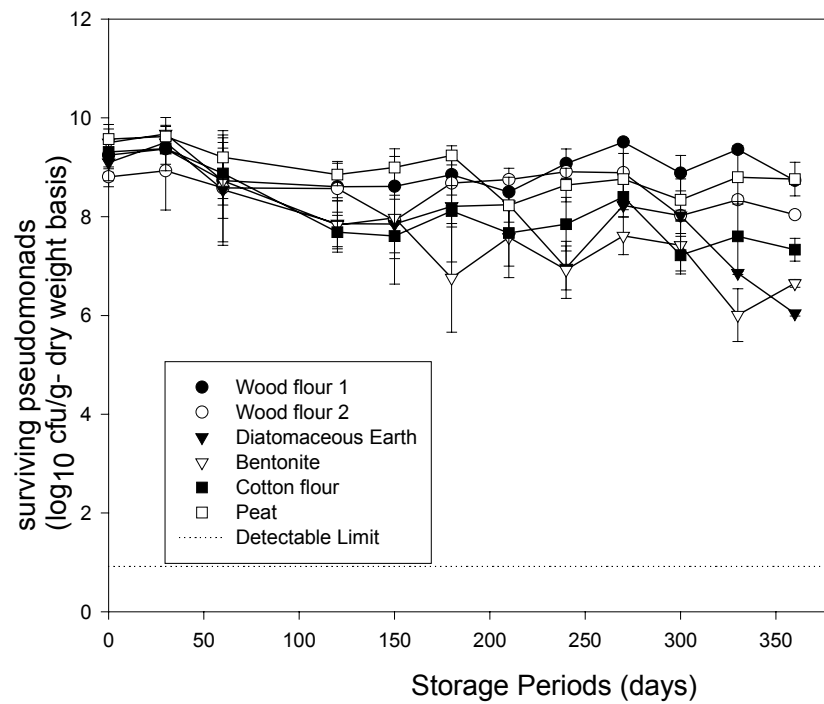 12
10
8
6
4
2
0
surviving pseudomonads
(log10 cfu/g- dry weight basis)
Wood flour 1
Wood flour 2
Diatomaceous Earth
Bentonite
Cotton flour
Peat
Detectable Limit
0 50 100 150 200 250 300 350
Storage Periods (days)